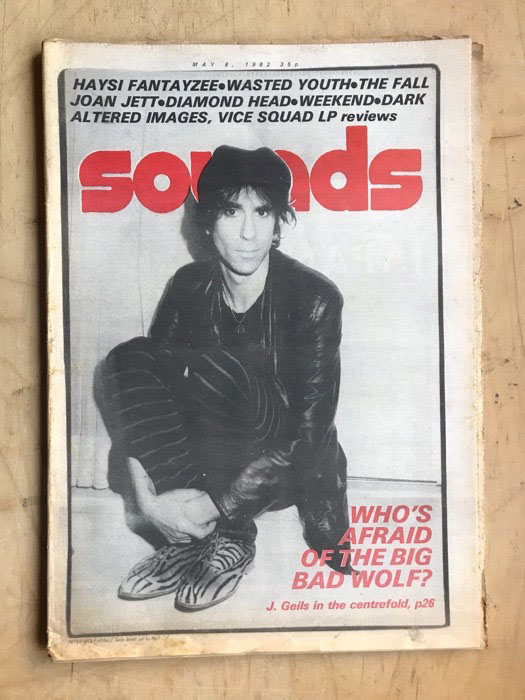 MAY 8, 1982 35p
HAYSI FANTAYZEE●WASTED YOUTH●THE FALL
JOAN JETT●DIAMOND HEAD●WEEKEND●DARK
ALTERED IMAGES, VICE SQUAD LP reviews
sounds
WHO'S
AFRAID
OF THE BIG
BAD WOLF?
J. Geils in the centrefold, p26